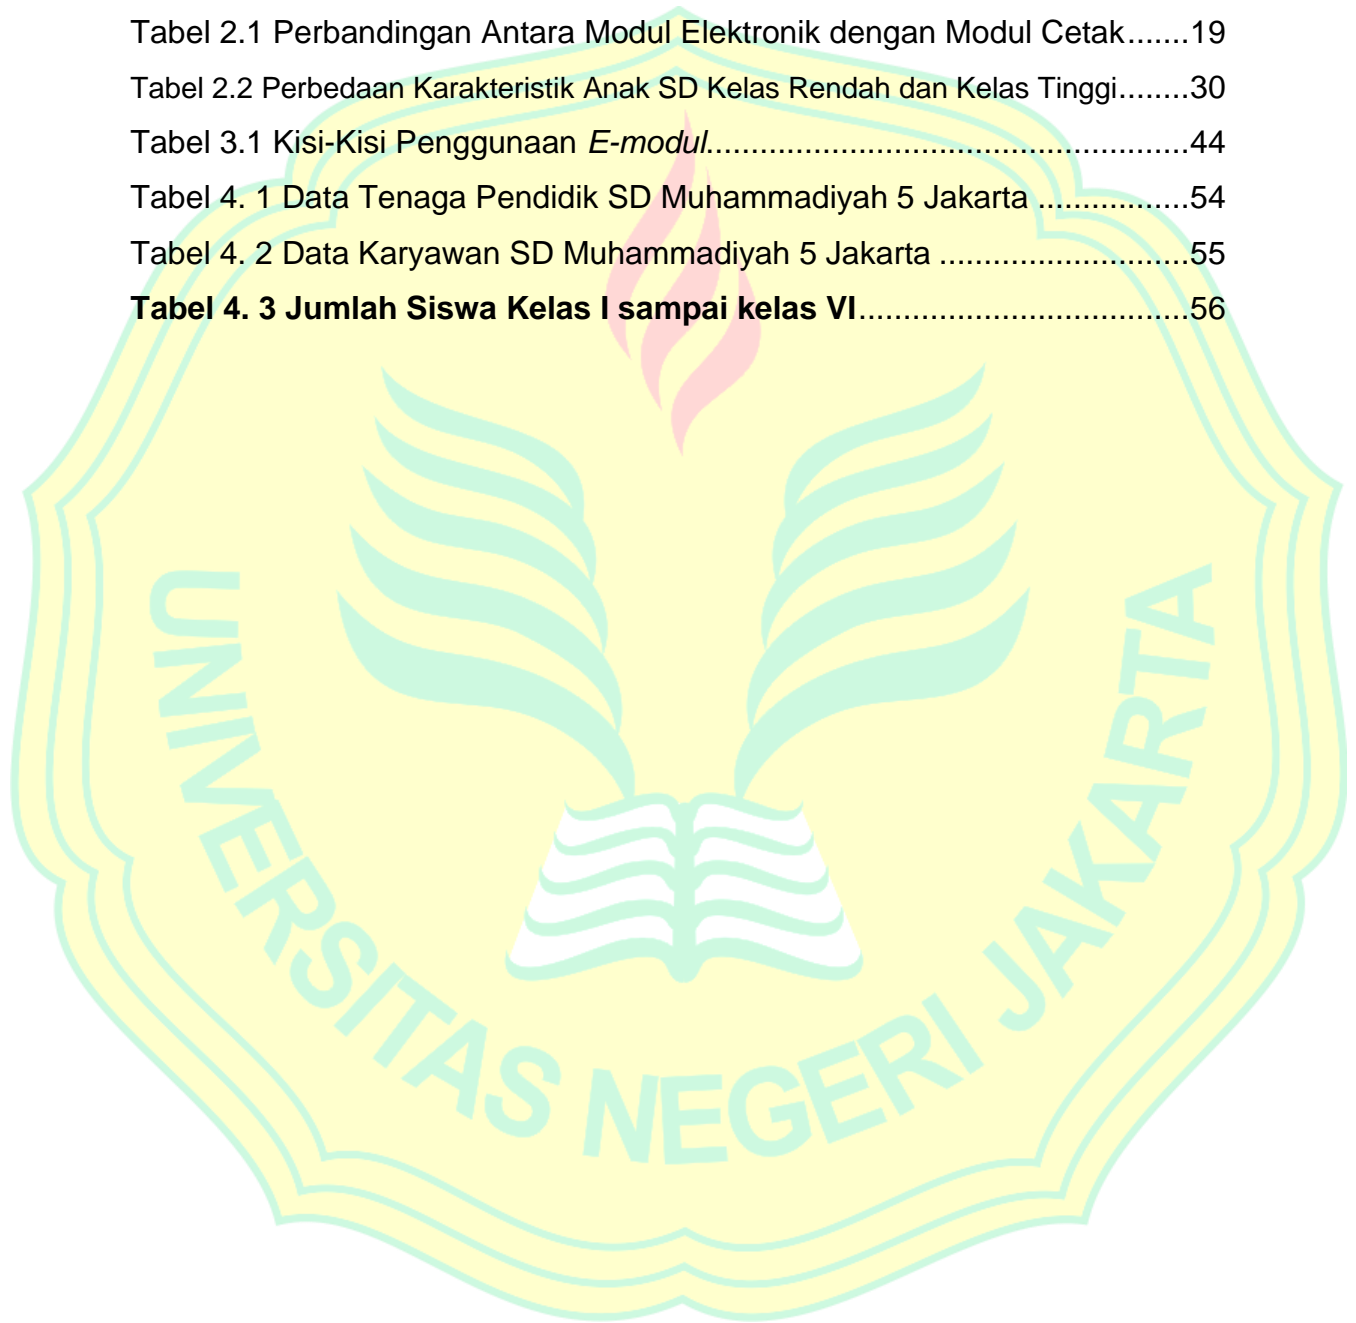 Tabel 2.1 Perbandingan Antara Modul Elektronik dengan Modul Cetak.......19
Tabel 2.2 Perbedaan Karakteristik Anak SD Kelas Rendah dan Kelas Tinggi........30
Tabel 3.1 Kisi-Kisi Penggunaan E-modul......................................................44
Tabel 4. 1 Data Tenaga Pendidik SD Muhammadiyah 5 Jakarta .................54
Tabel 4. 2 Data Karyawan SD Muhammadiyah 5 Jakarta ............................55
Tabel 4. 3 Jumlah Siswa Kelas I sampai kelas VI.....................................56
UNIVERSITAS NEGERI JAKARTA